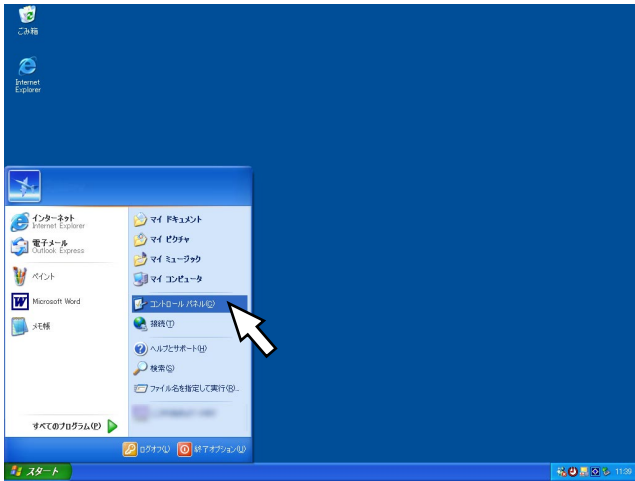 ごみ箱
Internet
Explorer
インターネット
Internet Explorer
電子メール
Outlook Express
ペイント
Microsoft Word
メモ帳
すべてのプログラム(P)
マイ ドキュメント
マイ ピクチャ
マイ ミュージック
マイ コンピュータ
コントロール パネル(C)
接続(T)
ヘルプとサポート(H)
検索(S)
ファイル名を指定して実行(R)...
ログオフ(L)
終了オプション(U)
スタート
11:39